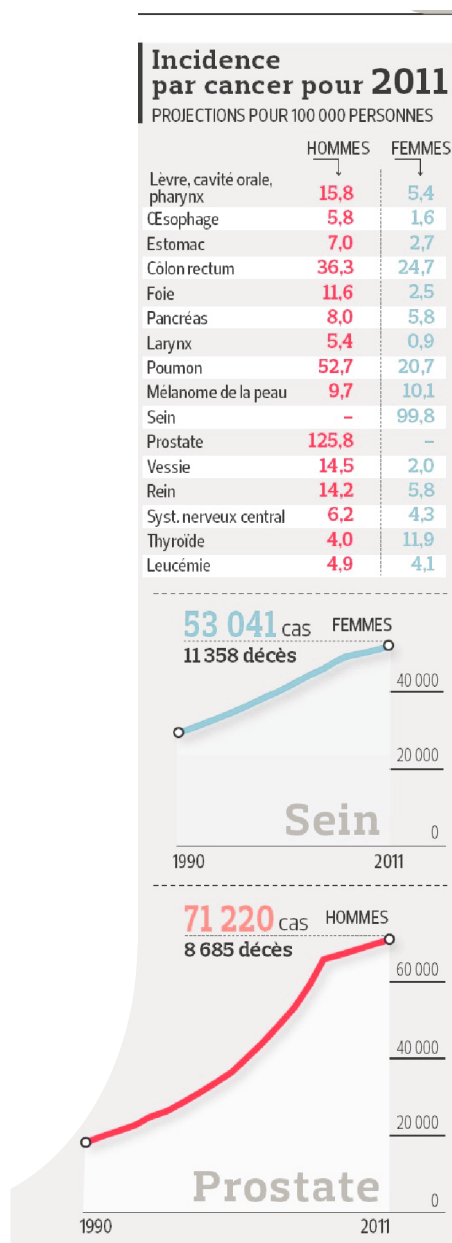 Incidence
par cancer pour 2011
PROJECTIONS POUR 100 000 PERSONNES
HOMMES FEMMES
Lèvre, cavité orale,
pharynx 15,8 5,4
Œsophage 5,8 1,6
Estomac 7,0 2,7
Côlon rectum 36,3 24,7
Foie 11,6 2,5
Pancréas 8,0 5,8
Larynx 5,4 0,9
Poumon 52,7 20,7
Mélanome de la peau 9,7 10,1
Sein – 99,8
Prostate 125,8 –
Vessie 14,5 2,0
Rein 14,2 5,8
Syst. nerveux central 6,2 4,3
Thyroïde 4,0 11,9
Leucémie 4,9 4,1
53 041 cas FEMMES
11 358 décès
40 000
20 000
Sein 0
1990 2011
71 220 cas HOMMES
8 685 décès
60 000
40 000
20 000
Prostate 0
1990 2011